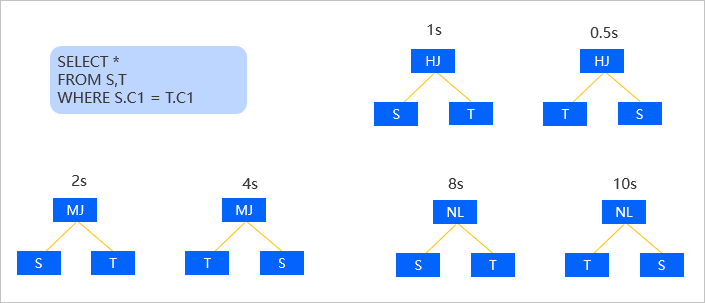 SELECT *
FROM S,T
WHERE S.C1 = T.C1
1s
HJ
S
T
0.5s
HJ
T
S
2s
MJ
S
T
4s
MJ
T
S
8s
NL
S
T
10s
NL
T
S